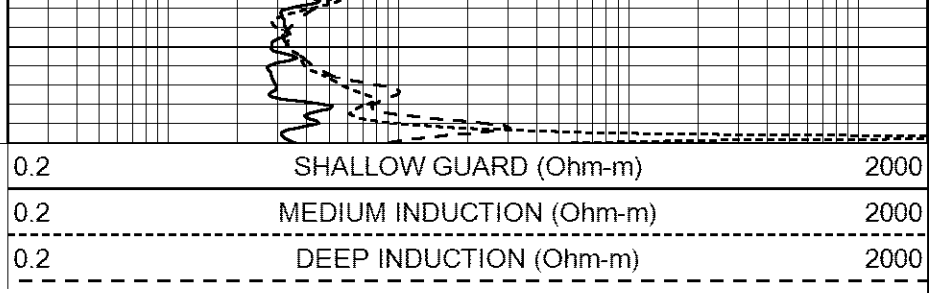 0.2 SHALLOW GUARD (Ohm-m) 2000
0.2 MEDIUM INDUCTION (Ohm-m) 2000
0.2 DEEP INDUCTION (Ohm-m) 2000